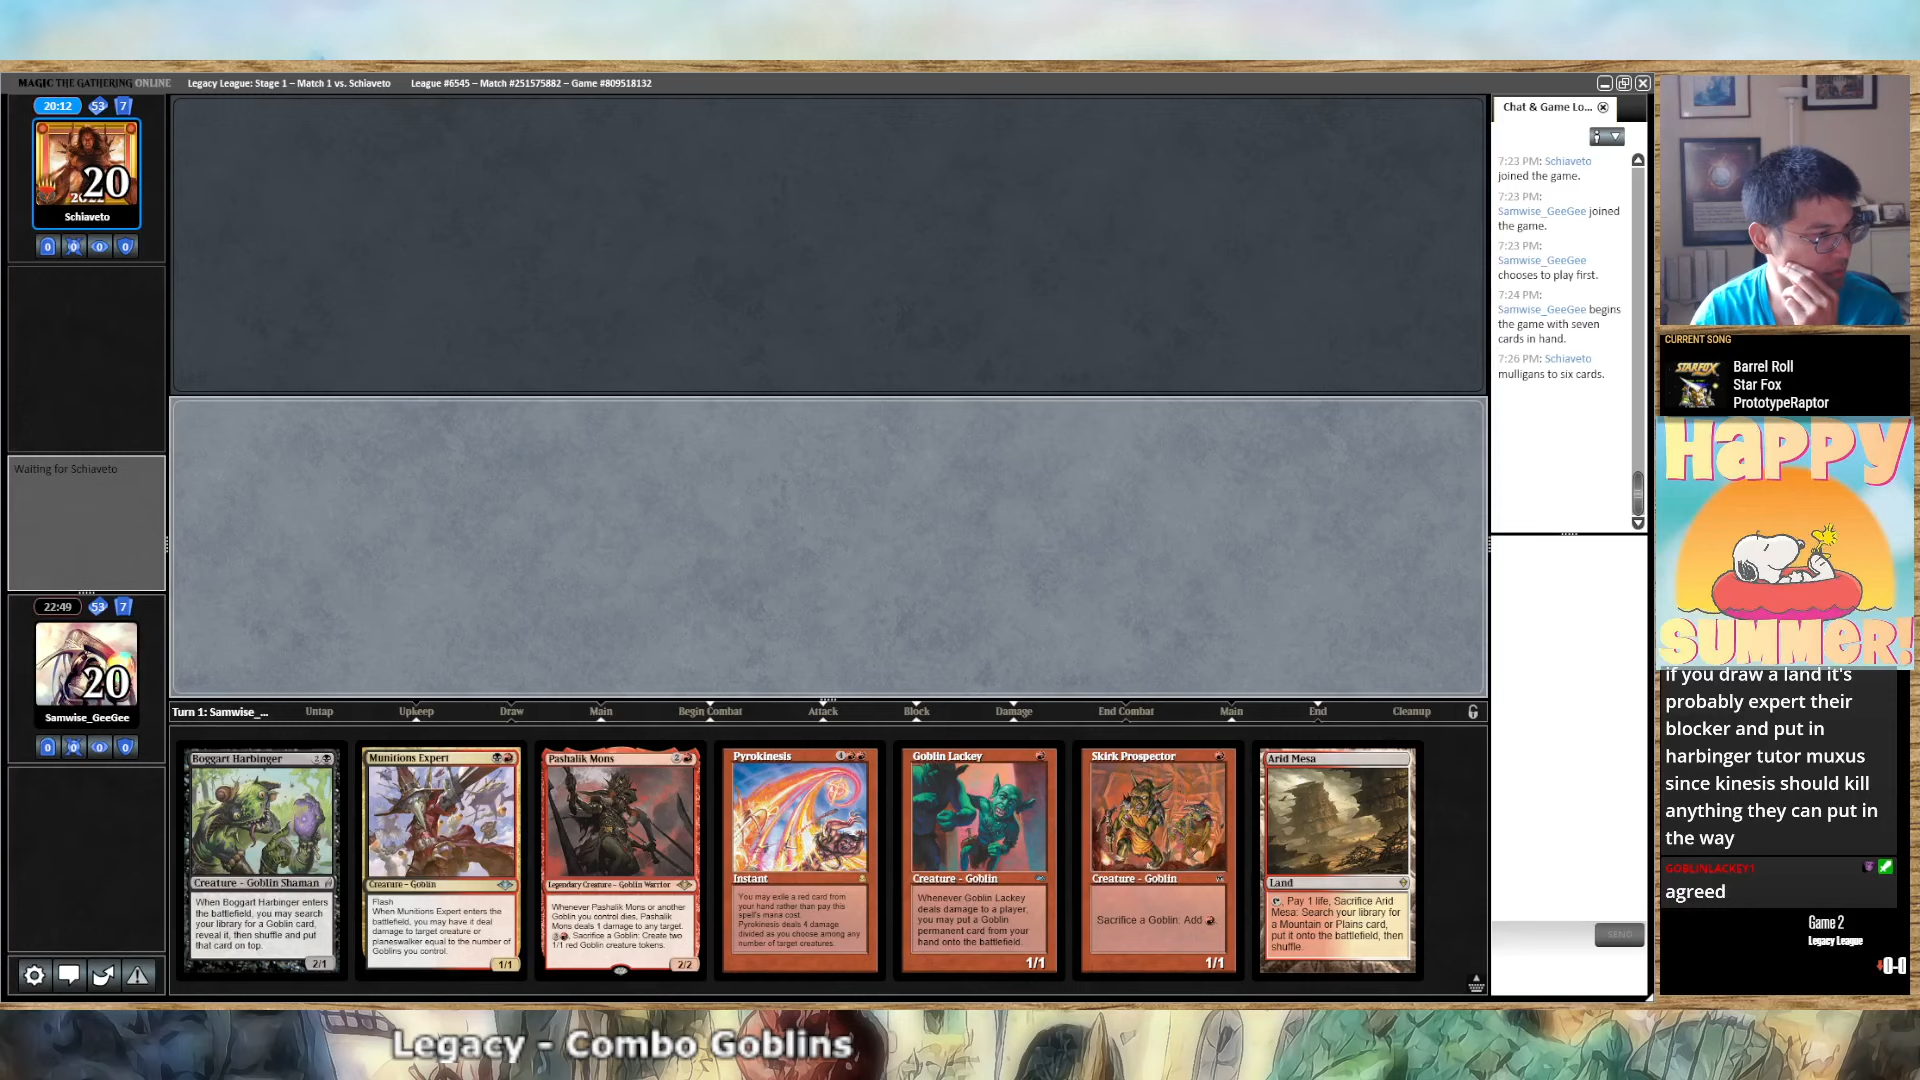 MAGIC THE GATHERING ONLINE
Legacy League: Stage 1 – Match 1 vs. Schiaveto
League #6545 – Match #251575882 – Game #809518132
20:12
53
7
20
Schiaveto
0
0
0
0
Waiting for Schiaveto
22:49
53
7
20
Samwise_GeeGee
0
0
0
0
Chat & Game Lo...
7:23 PM: Schiaveto
joined the game.
7:23 PM:
Samwise_GeeGee joined
the game.
7:23 PM:
Samwise_GeeGee
chooses to play first.
7:24 PM:
Samwise_GeeGee begins
the game with seven
cards in hand.
7:26 PM: Schiaveto
mulligans to six cards.
SEND
Turn 1: Samwise_...
Untap
Upkeep
Draw
Main
Begin Combat
Attack
Block
Damage
End Combat
Main
End
Cleanup
Boggart Harbinger
2
Creature - Goblin Shaman
When Boggart Harbinger enters
the battlefield, you may search
your library for a Goblin card,
reveal it, then shuffle and put
that card on top.
2/1
Munitions Expert
Creature - Goblin
Flash
When Munitions Expert enters the
battlefield, you may have it deal
damage to target creature or
planeswalker equal to the number of
Goblins you control.
1/1
Pashalik Mons
2
Legendary Creature - Goblin Warrior
Whenever Pashalik Mons or another
Goblin you control dies, Pashalik
Mons deals 1 damage to any target.
, Sacrifice a Goblin: Create two
1/1 red Goblin creature tokens.
2/2
Pyrokinesis
4
Instant
You may exile a red card from
your hand rather than pay this
spell's mana cost.
Pyrokinesis deals 4 damage
divided as you choose among any
number of target creatures.
Goblin Lackey
Creature - Goblin
Whenever Goblin Lackey
deals damage to a player,
you may put a Goblin
permanent card from your
hand onto the battlefield.
1/1
Skirk Prospector
Creature - Goblin
Sacrifice a Goblin: Add
1/1
Arid Mesa
Land
, Pay 1 life, Sacrifice Arid
Mesa: Search your library for
a Mountain or Plains card,
put it onto the battlefield, then
shuffle.
CURRENT SONG
STARFOX
Barrel Roll
Star Fox
PrototypeRaptor
HAPPY
SUMMER!
if you draw a land it's
probably expert their
blocker and put in
harbinger tutor muxus
since kinesis should kill
anything they can put in
the way
GOBLINLACKEY1
agreed
Game 2
Legacy League
0-0
Legacy - Combo Goblins